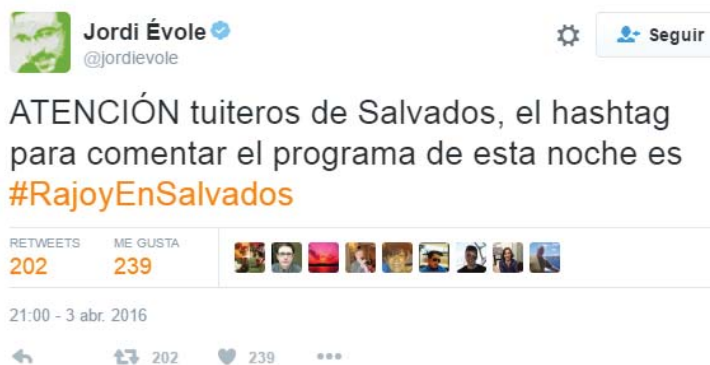 Jordi Évole
@jordievole
Seguir
ATENCIÓN tuiteros de Salvados, el hashtag
para comentar el programa de esta noche es
#RajoyEnSalvados
RETWEETS ME GUSTA
202 239
21:00 - 3 abr. 2016
202 239